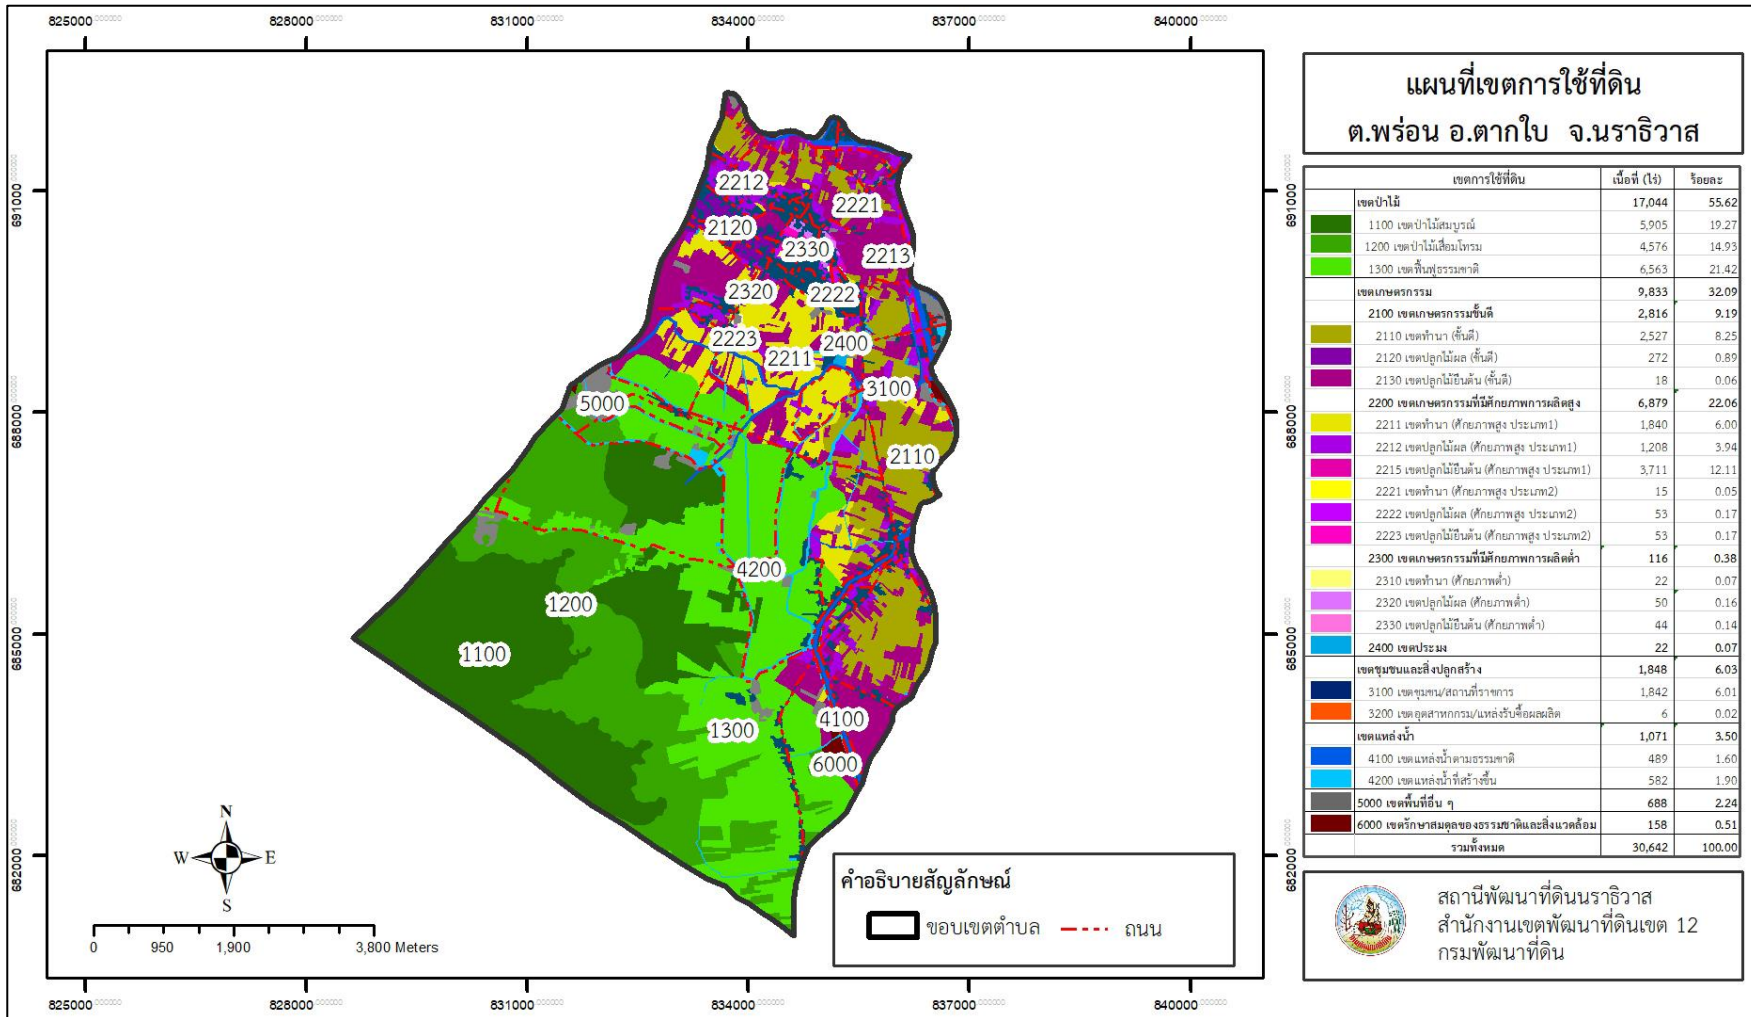 825000 828000 831000 834000 837000 840000
แผนที่เขตการใช้ที่ดิน
ต.พร่อน อ.ตากใบ จ.นราธิวาส
เขตการใช้ที่ดิน เนื้อที่ (ไร่) ร้อยละ
เขตป่าไม้ 17,044 55.62
1100 เขตป่าไม้สมบูรณ์ 5,905 19.27
1200 เขตป่าไม้เสื่อมโทรม 4,576 14.93
1300 เขตฟื้นฟูธรรมชาติ 6,563 21.42
เขตเกษตรกรรม 9,833 32.09
2100 เขตเกษตรกรรมชั้นดี 2,816 9.19
2110 เขตทำนา (ชั้นดี) 2,527 8.25
2120 เขตปลูกไม้ผล (ชั้นดี) 272 0.89
2130 เขตปลูกไม้ยืนต้น (ชั้นดี) 18 0.06
2200 เขตเกษตรกรรมที่มีศักยภาพการผลิตสูง 6,879 22.06
2211 เขตทำนา (ศักยภาพสูง ประเภท1) 1,840 6.00
2212 เขตปลูกไม้ผล (ศักยภาพสูง ประเภท1) 1,208 3.94
2215 เขตปลูกไม้ยืนต้น (ศักยภาพสูง ประเภท1) 3,711 12.11
2221 เขตทำนา (ศักยภาพสูง ประเภท2) 15 0.05
2222 เขตปลูกไม้ผล (ศักยภาพสูง ประเภท2) 53 0.17
2223 เขตปลูกไม้ยืนต้น (ศักยภาพสูง ประเภท2) 53 0.17
2300 เขตเกษตรกรรมที่มีศักยภาพการผลิตต่ำ 116 0.38
2310 เขตทำนา (ศักยภาพต่ำ) 22 0.07
2320 เขตปลูกไม้ผล (ศักยภาพต่ำ) 50 0.16
2330 เขตปลูกไม้ยืนต้น (ศักยภาพต่ำ) 44 0.14
2400 เขตประมง 22 0.07
เขตชุมชนและสิ่งปลูกสร้าง 1,848 6.03
3100 เขตชุมชน/สถานที่ราชการ 1,842 6.01
3200 เขตอุตสาหกรรม/แหล่งรับซื้อผลผลิต 6 0.02
เขตแหล่งน้ำ 1,071 3.50
4100 เขตแหล่งน้ำตามธรรมชาติ 489 1.60
4200 เขตแหล่งน้ำที่สร้างขึ้น 582 1.90
5000 เขตพื้นที่อื่น ๆ 688 2.24
6000 เขตรักษาสมดุลของธรรมชาติและสิ่งแวดล้อม 158 0.51
รวมทั้งหมด 30,642 100.00
สถานีพัฒนาที่ดินนราธิวาส
สำนักงานเขตพัฒนาที่ดินเขต 12
กรมพัฒนาที่ดิน
691000
688000
685000
682000
691000
688000
685000
682000
2212
2221
2120
2330
2213
2320
2222
2223
2211
2400
3100
5000
2110
4200
1200
1100
1300
4100
6000
N
W E
S
0 950 1,900 3,800 Meters
คำอธิบายสัญลักษณ์
ขอบเขตตำบล ถนน
825000 828000 831000 834000 837000 840000